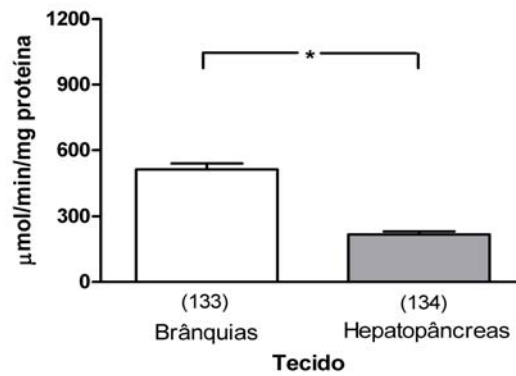 µmol/min/mg proteína
1200
900
600
300
0
*
(133) (134)
Brânquias Hepatopâncreas
Tecido